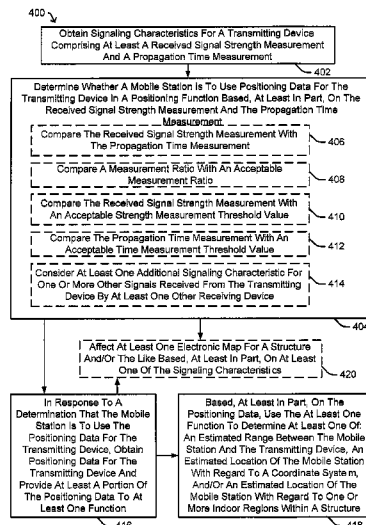 400
Obtain Signaling Characteristics For A Transmitting Device
Comprising At Least A Received Signal Strength Measurement
And A Propagation Time Measurement
402
Determine Whether A Mobile Station Is To Use Positioning Data For The
Transmitting Device In A Positioning Function Based, At Least In Part, On The
Received Signal Strength Measurement And The Propagation Time
Measurement
Compare The Received Signal Strength Measurement With
The Propagation Time Measurement
406
Compare A Measurement Ratio With An Acceptable
Measurement Ratio
408
Compare The Received Signal Strength Measurement With
An Acceptable Strength Measurement Threshold Value
410
Compare The Propagation Time Measurement With An
Acceptable Time Measurement Threshold Value
412
Consider At Least One Additional Signaling Characteristic For
One Or More Other Signals Received From The Transmitting
Device By At Least One Other Receiving Device
414
404
Affect At Least One Electronic Map For A Structure
And/Or The Like Based, At Least In Part, On At Least
One Of The Signaling Characteristics
420
In Response To A
Determination That The Mobile
Station Is To Use The
Positioning Data For The
Transmitting Device, Obtain
Positioning Data For The
Transmitting Device And
Provide At Least A Portion Of
The Positioning Data To At
Least One Function
416
Based, At Least In Part, On The
Positioning Data, Use The At Least One
Function To Determine At Least One Of:
An Estimated Range Between The Mobile
Station And The Transmitting Device, An
Estimated Location Of The Mobile Station
With Regard To A Coordinate System,
And/Or An Estimated Location Of The
Mobile Station With Regard To One Or
More Indoor Regions Within A Structure
418